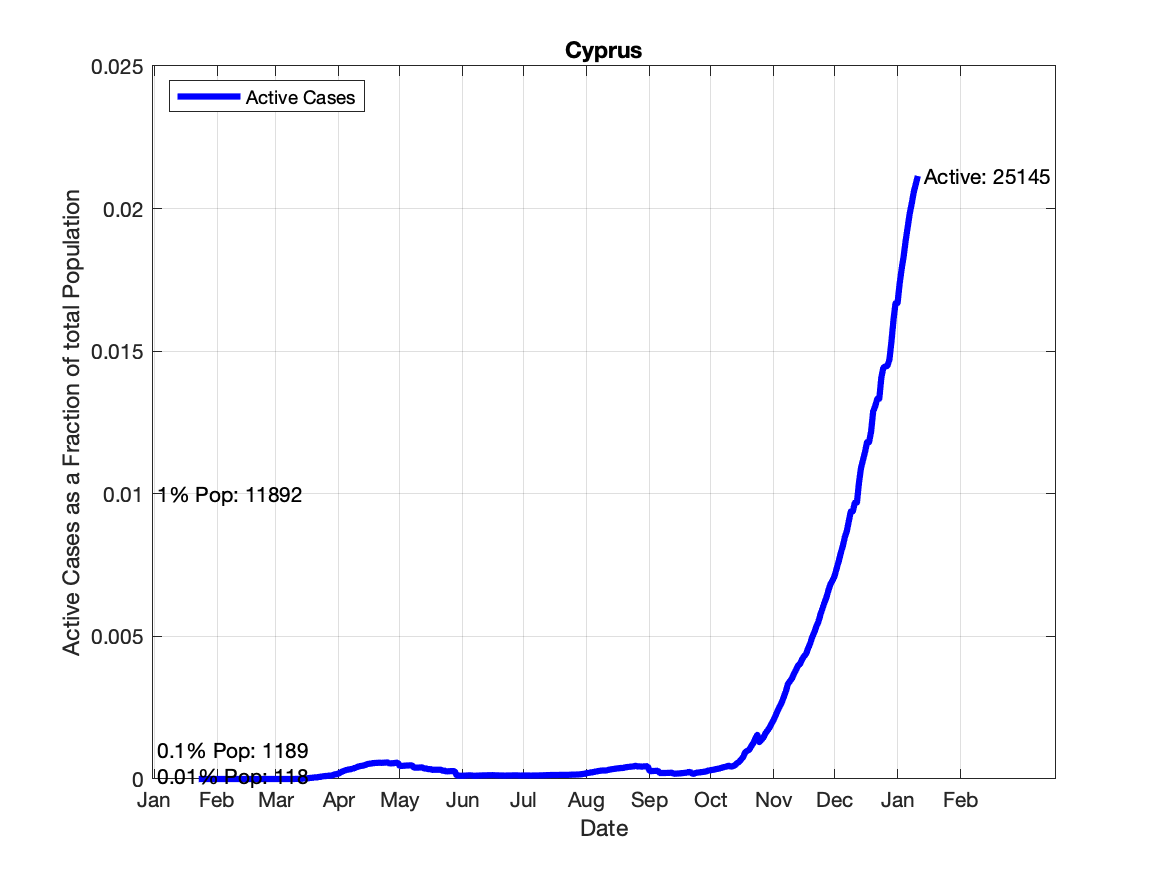 Cyprus
Active Cases
Active Cases as a Fraction of total Population
0.025
0.02
0.015
0.01
0.005
0
Active: 25145
1% Pop: 11892
0.1% Pop: 1189
0.01% Pop: 118
Jan Feb Mar Apr May Jun Jul Aug Sep Oct Nov Dec Jan Feb
Date